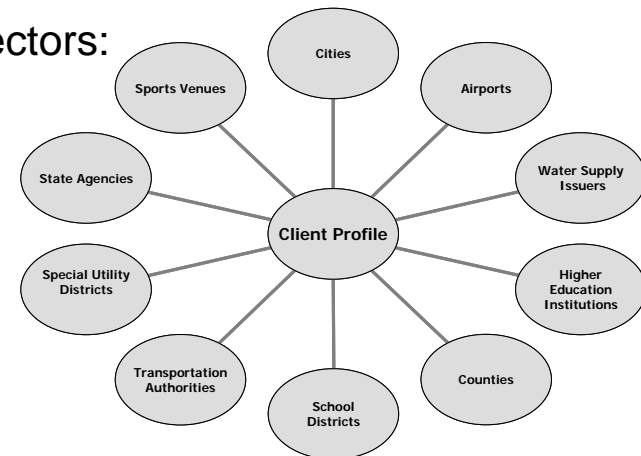 ectors:
Cities
Sports Venues
Airports
State Agencies
Water Supply
Issuers
Client Profile
Special Utility
Districts
Higher
Education
Institutions
Transportation
Authorities
Counties
School
Districts